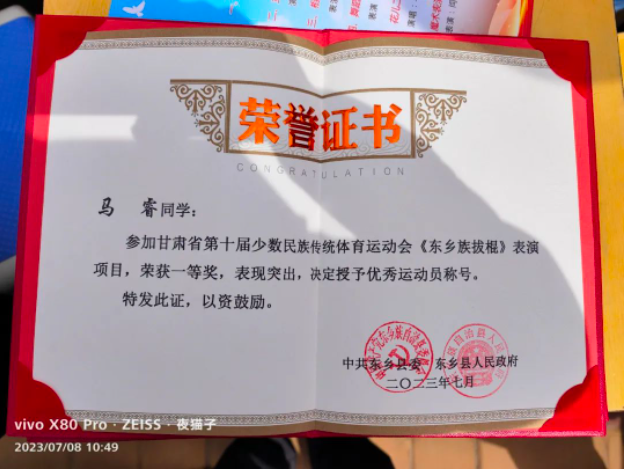 荣誉证书
CONGRATULATION
马 睿同学：
参加甘肃省第十届少数民族传统体育运动会《东乡族拔棍》表演
项目，荣获一等奖，表现突出，决定授予优秀运动员称号。
特发此证，以资鼓励。
中共东乡县委 东乡县人民政府
二〇二三年七月
vivo X80 Pro · ZEISS · 夜猫子
2023/07/08 10:49